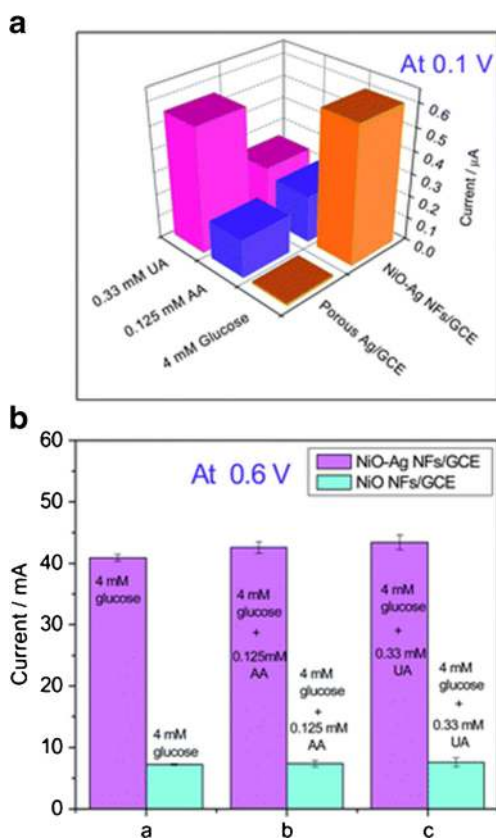 a
At 0.1 V
0.6
0.5
0.4
0.3
0.2
0.1
0.0
Current / µA
0.33 mM UA
0.125 mM AA
4 mM Glucose
Porous Ag/GCE
NiO-Ag NFs/GCE
b
60
50
40
30
20
10
0
Current / mA
At 0.6 V
NiO-Ag NFs/GCE
NiO NFs/GCE
4 mM
glucose
4 mM
glucose
4 mM
glucose
+
0.125mM
AA
4 mM
glucose
+
0.125 mM
AA
4 mM
glucose
+
0.33 mM
UA
4 mM
glucose
+
0.33 mM
UA
a
b
c